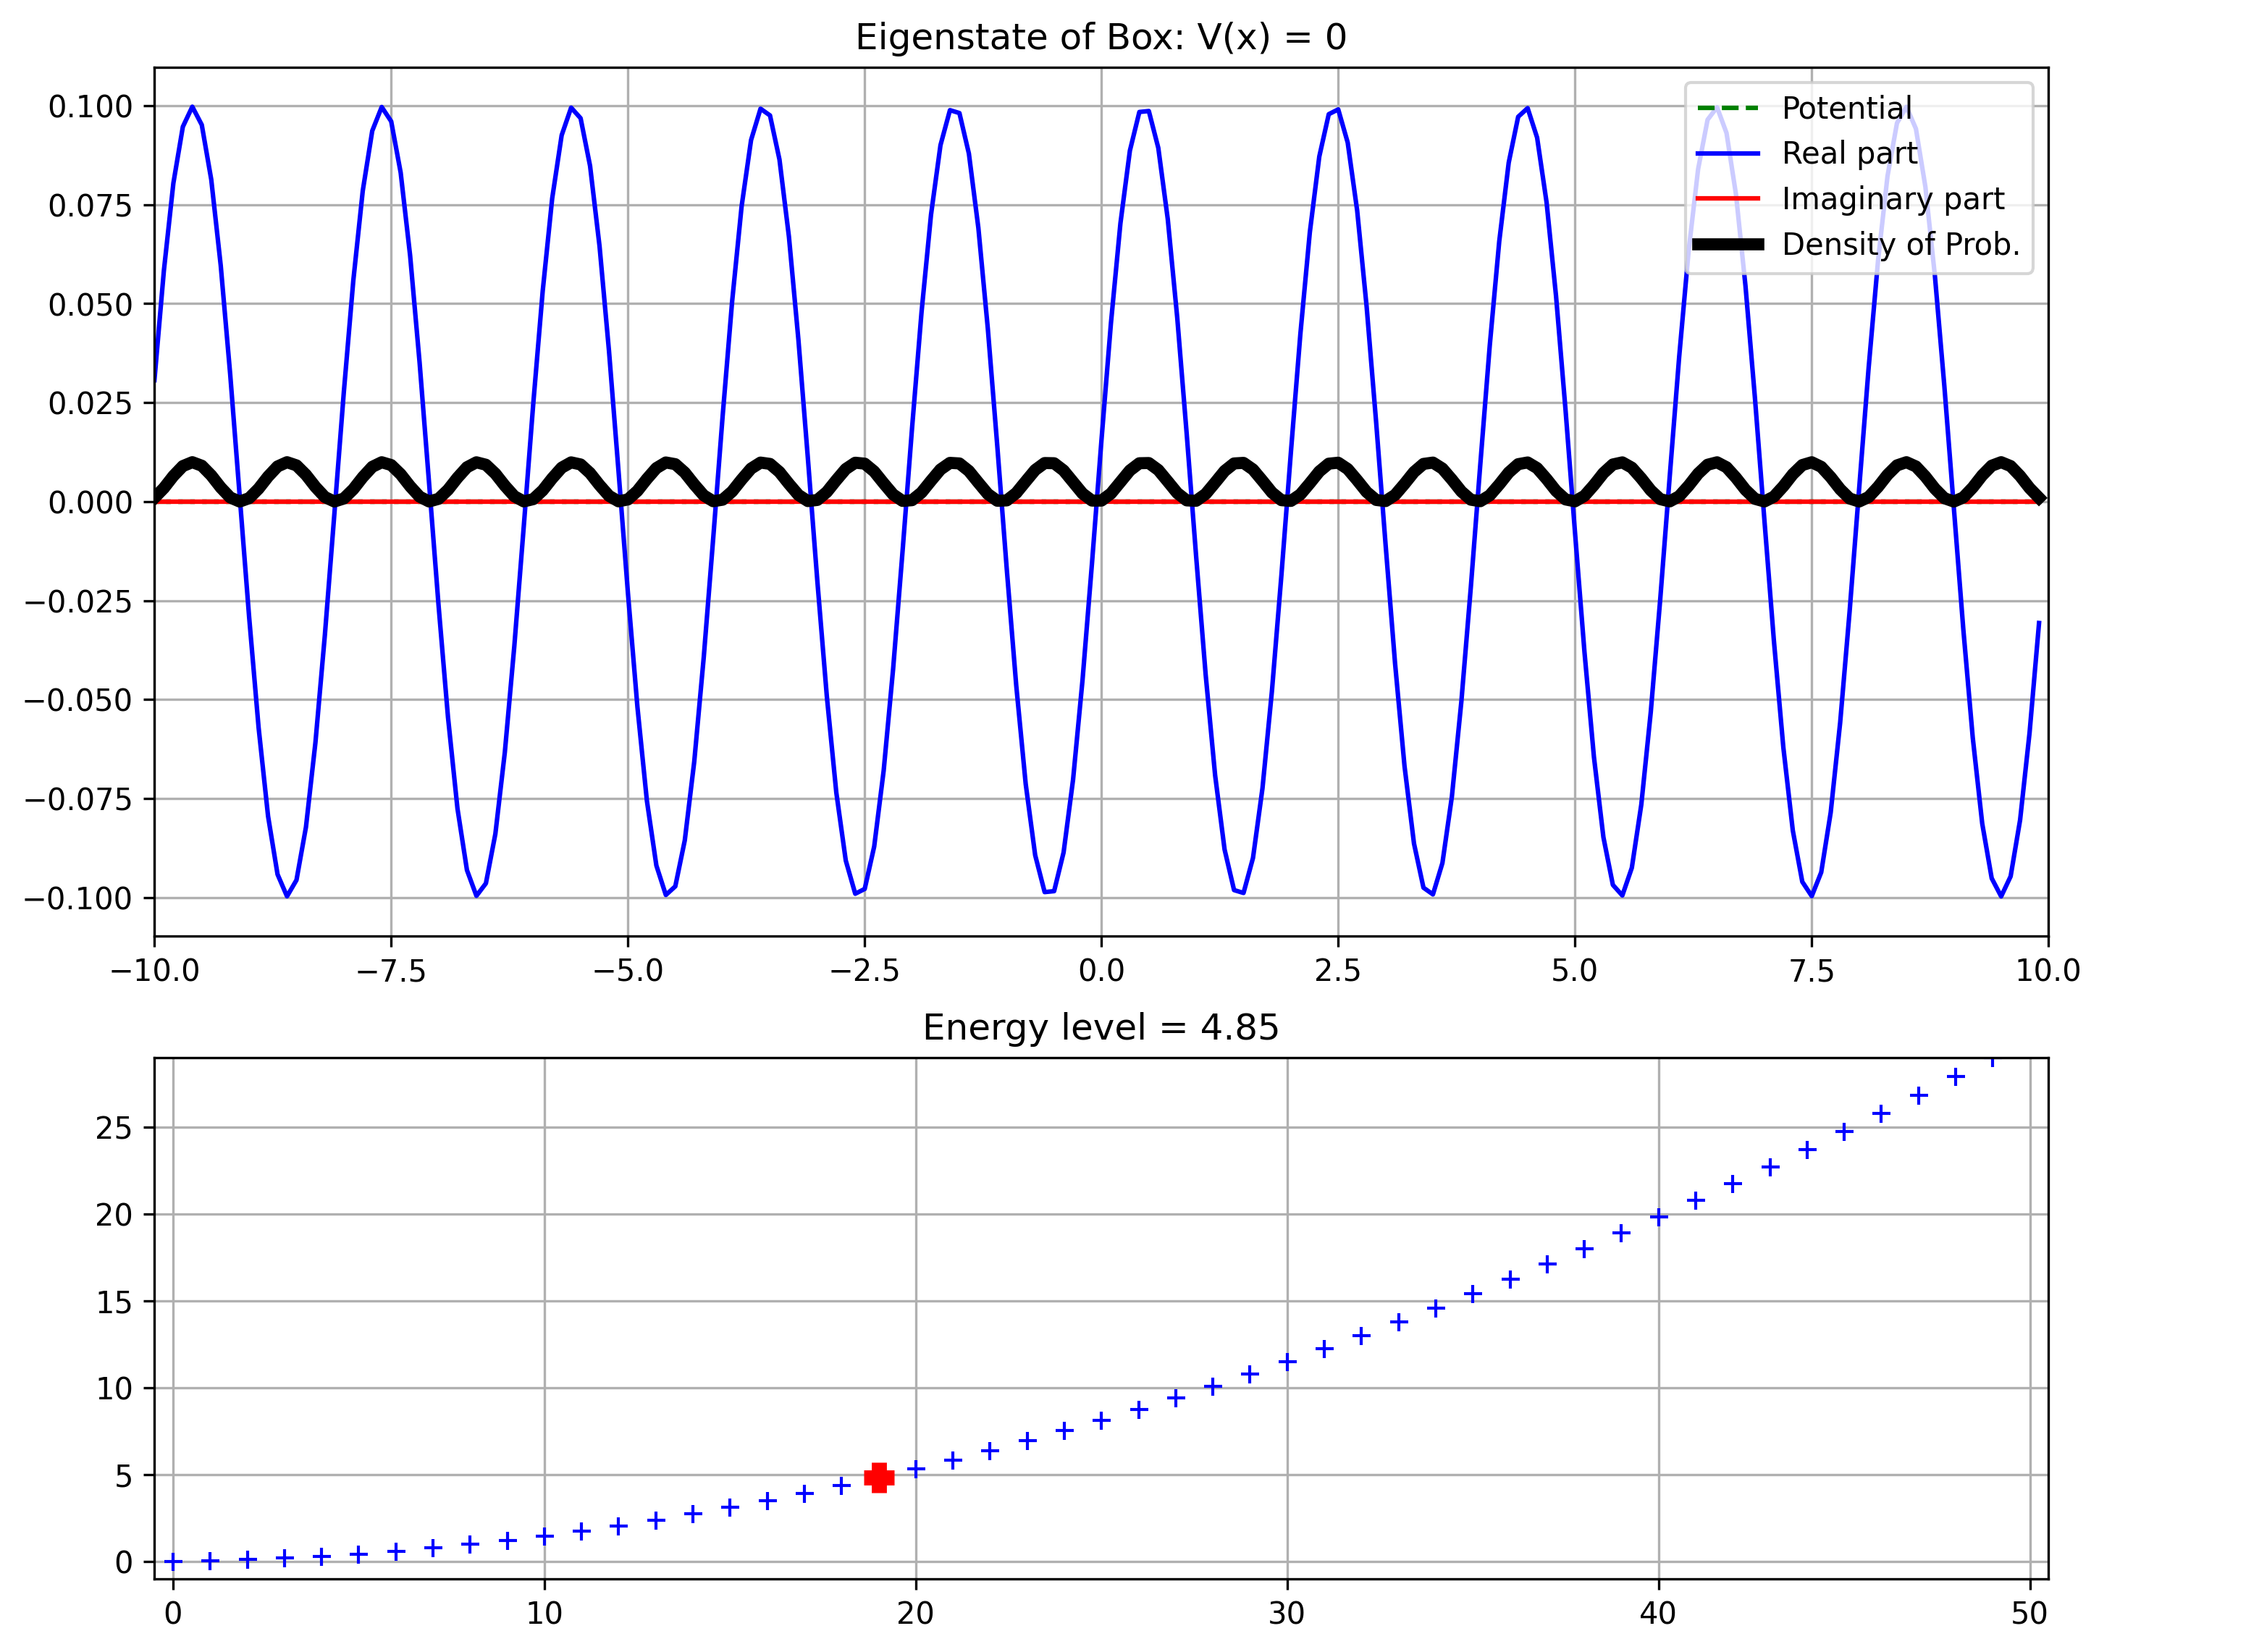 Eigenstate of Box: V(x) = 0
0.100
0.075
0.050
0.025
0.000
−0.025
−0.050
−0.075
−0.100
Potential
Real part
Imaginary part
Density of Prob.
−10.0 −7.5 −5.0 −2.5 0.0 2.5 5.0 7.5 10.0
Energy level = 4.85
25
20
15
10
5
0
0 10 20 30 40 50